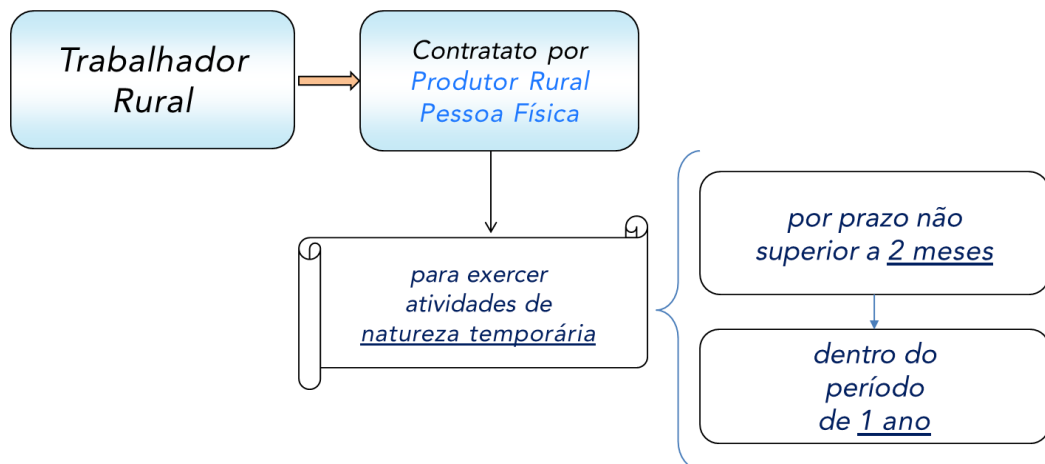 Trabalhador
Rural
Contratato por
Produtor Rural
Pessoa Física
para exercer
atividades de
natureza temporária
por prazo não
superior a 2 meses
dentro do
período
de 1 ano